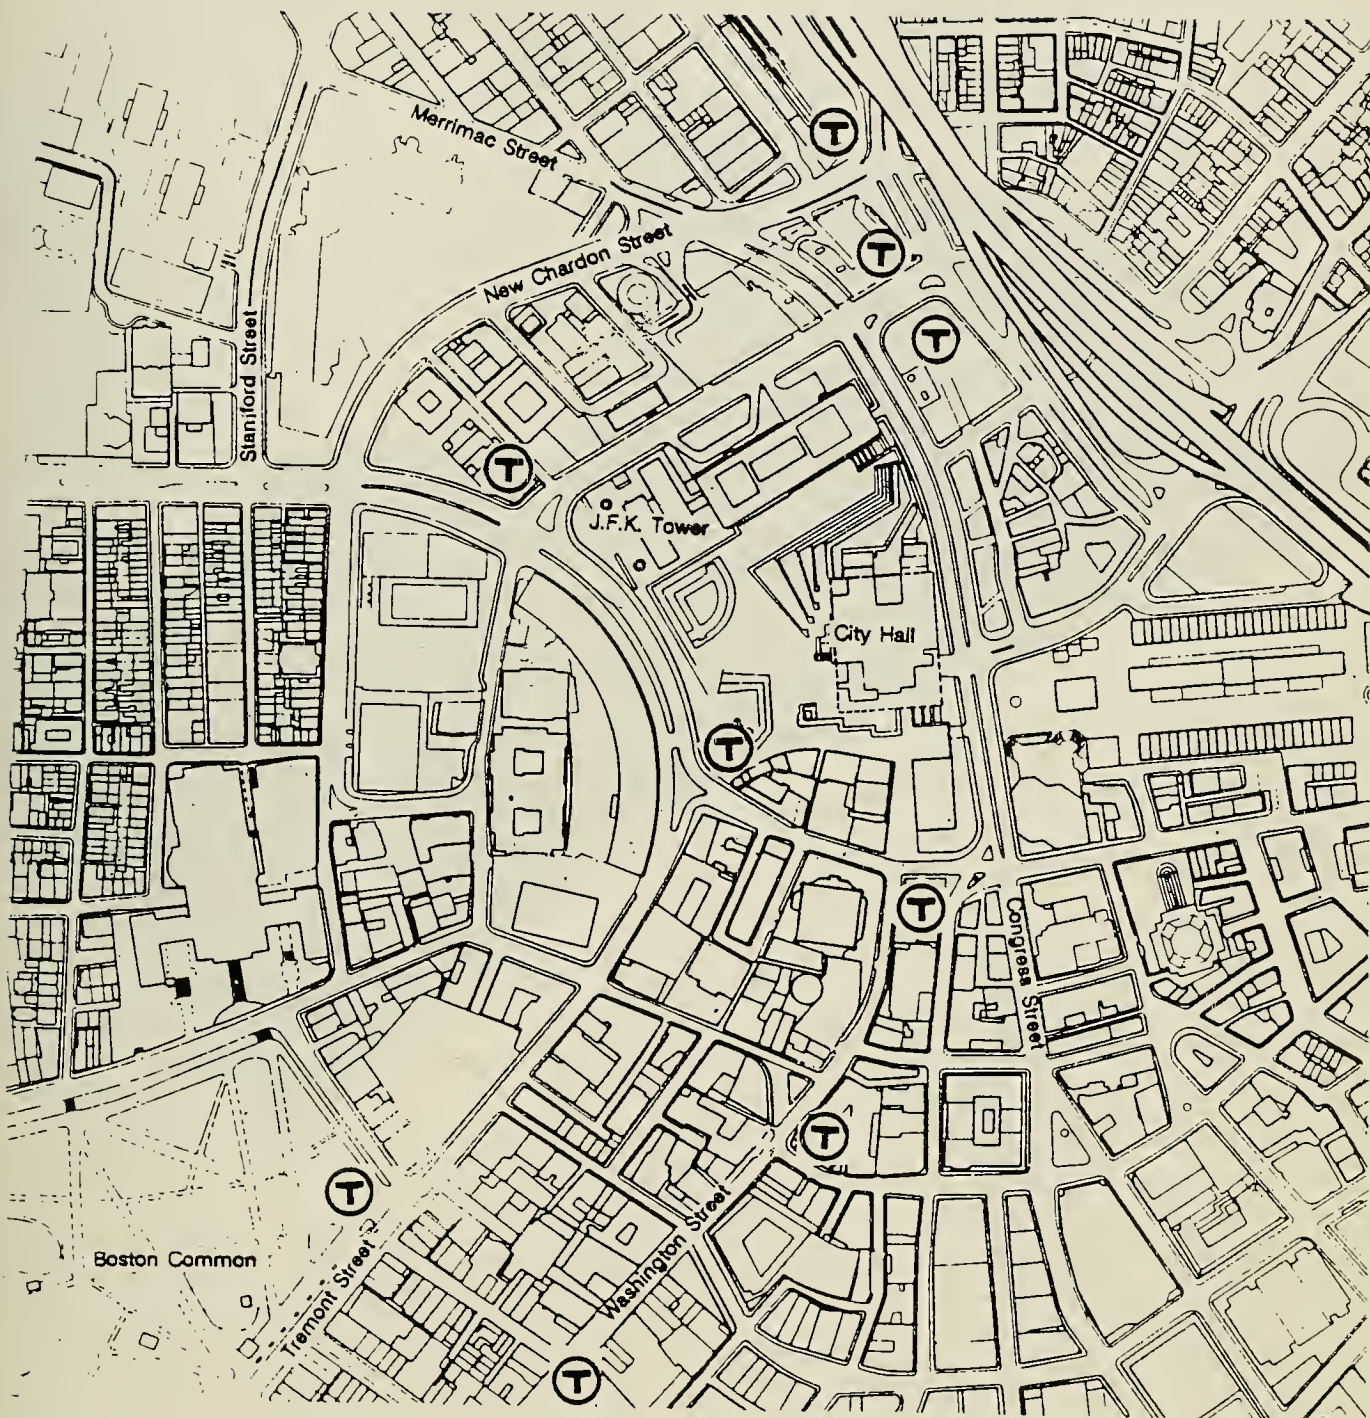 T
Merrimac Street
T
New Chardon Street
T
Staniford Street
T
J.F.K. Tower
City Hall
T
T
Congress Street
T
T
Washington Street
Boston Common
Tremont Street
T